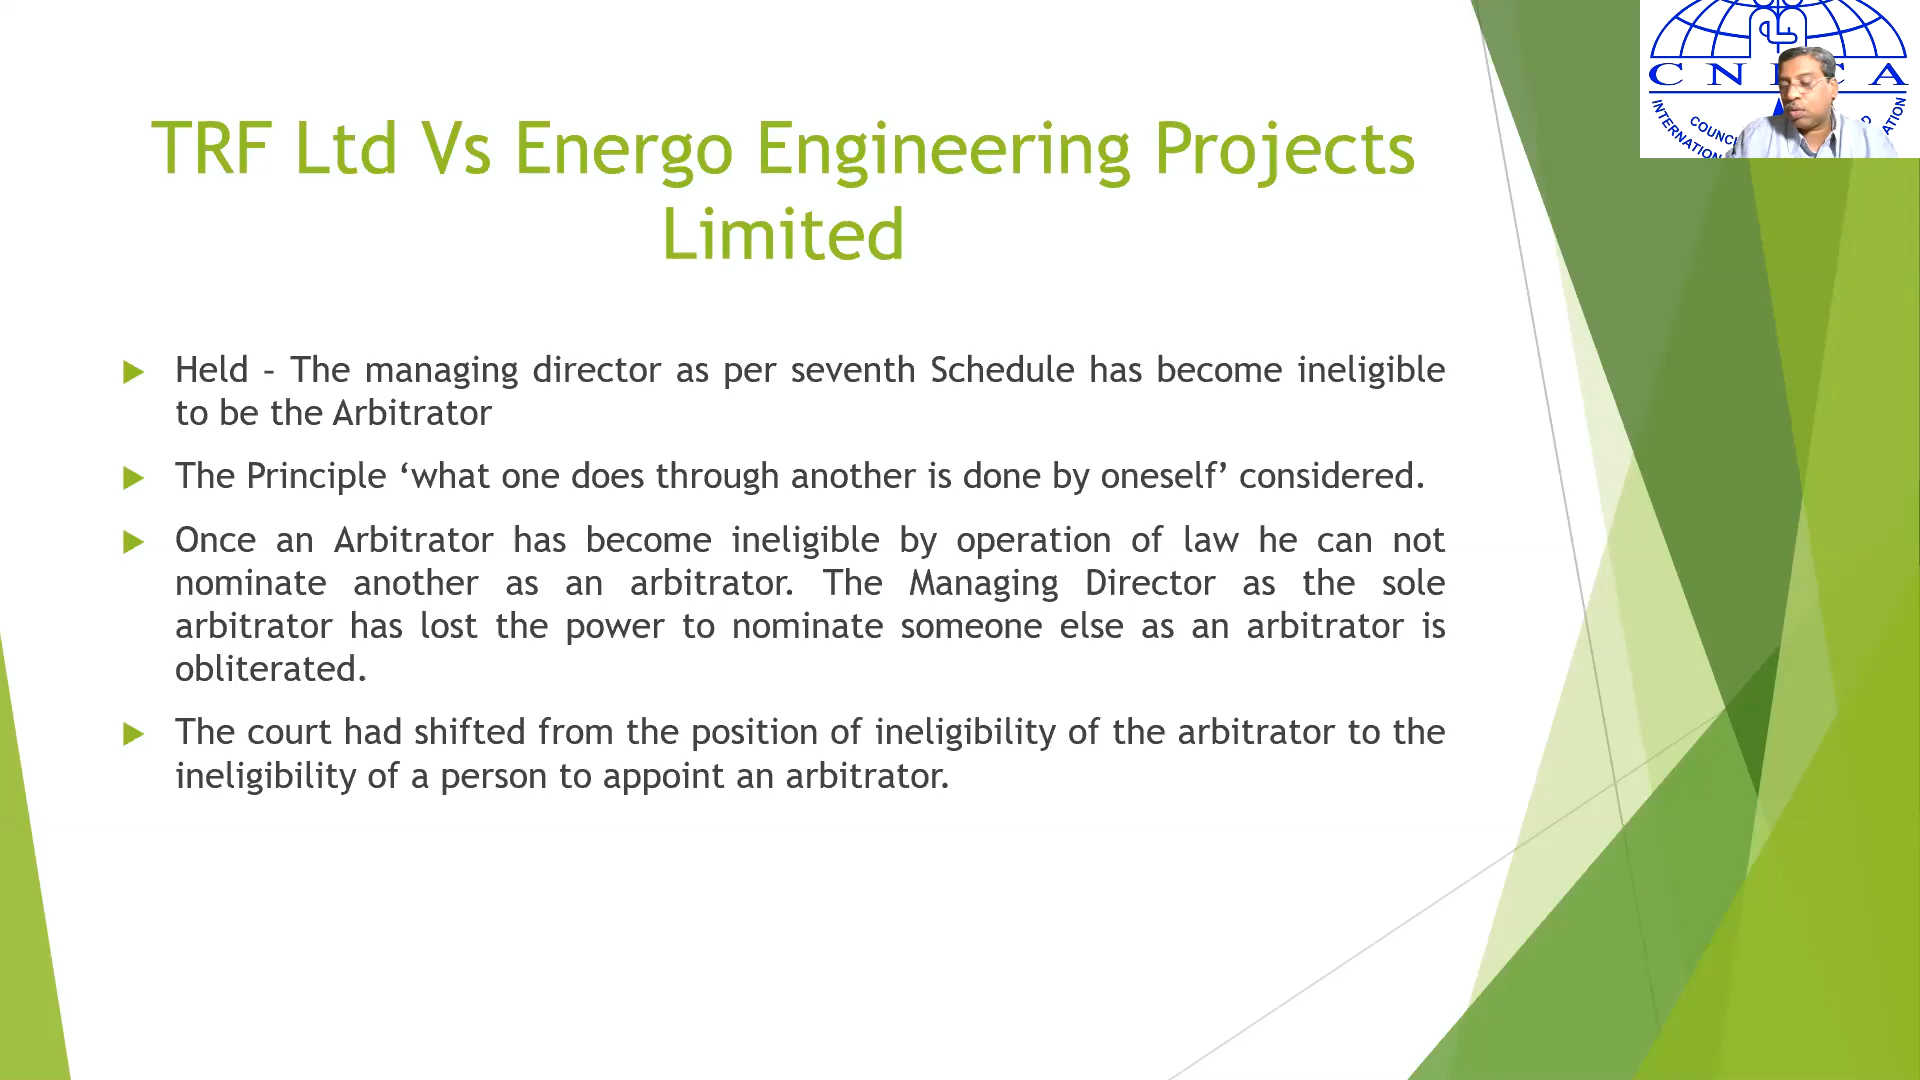 TRF Ltd Vs Energo Engineering Projects
Limited
Held – The managing director as per seventh Schedule has become ineligible
to be the Arbitrator
The Principle ‘what one does through another is done by oneself’ considered.
Once an Arbitrator has become ineligible by operation of law he can not
nominate another as an arbitrator. The Managing Director as the sole
arbitrator has lost the power to nominate someone else as an arbitrator is
obliterated.
The court had shifted from the position of ineligibility of the arbitrator to the
ineligibility of a person to appoint an arbitrator.